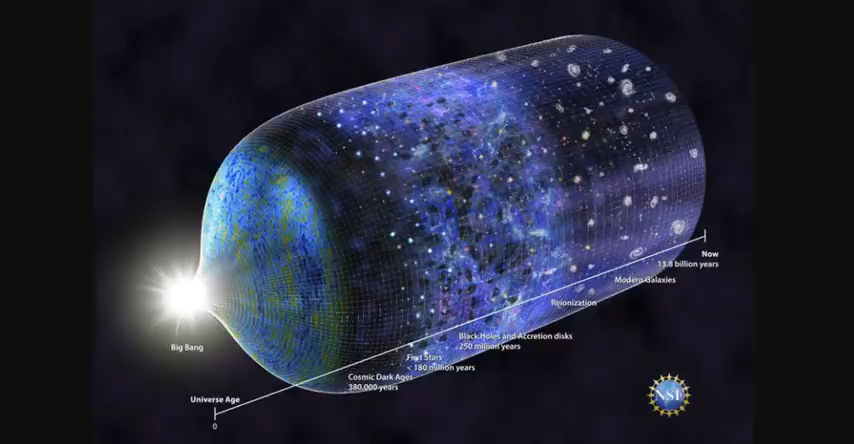 Big Bang
Universe Age
0
Cosmic Dark Ages
380,000 years
First Stars
< 180 million years
Black Holes and Accretion disks
250 million years
Reionization
Modern Galaxies
Now
13.8 billion years
NSF